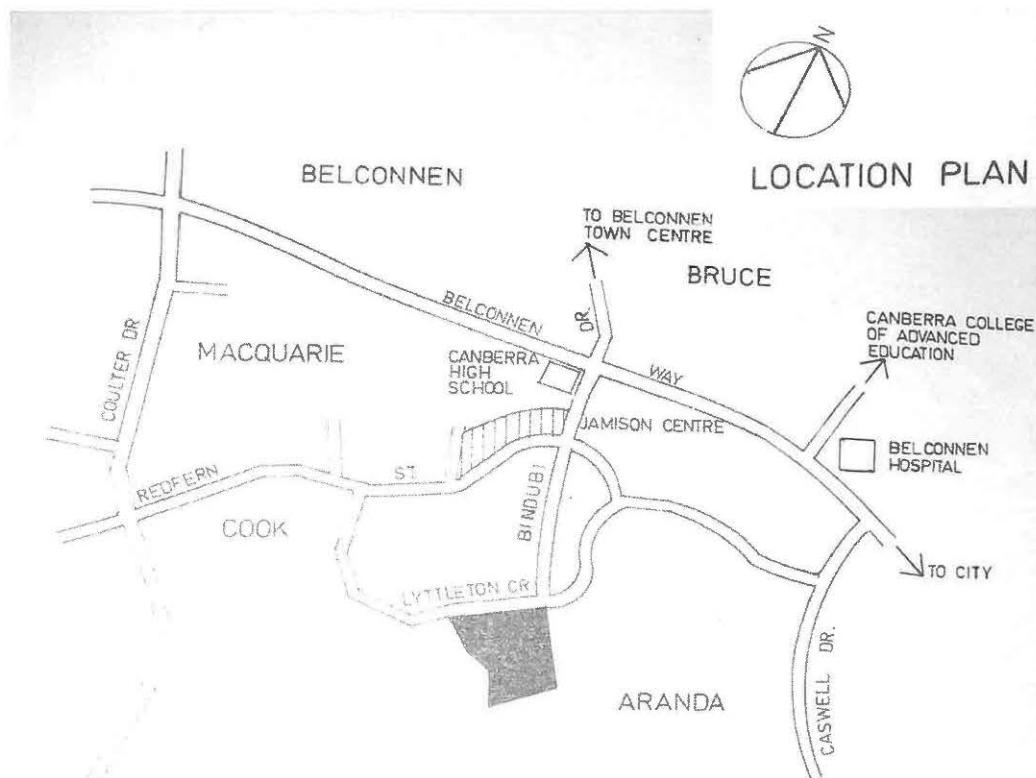 N
LOCATION PLAN
BELCONNEN
TO BELCONNEN
TOWN CENTRE
BRUCE
BELCONNEN
DR.
WAY
CANBERRA COLLEGE
OF ADVANCED
EDUCATION
COULTER DR
MACQUARIE
CANBERRA
HIGH
SCHOOL
JAMISON CENTRE
BELCONNEN
HOSPITAL
REDFERN
ST.
BINDUBI
COOK
TO CITY
LYTTLETON CR
ARANDA
CASWELL DR.